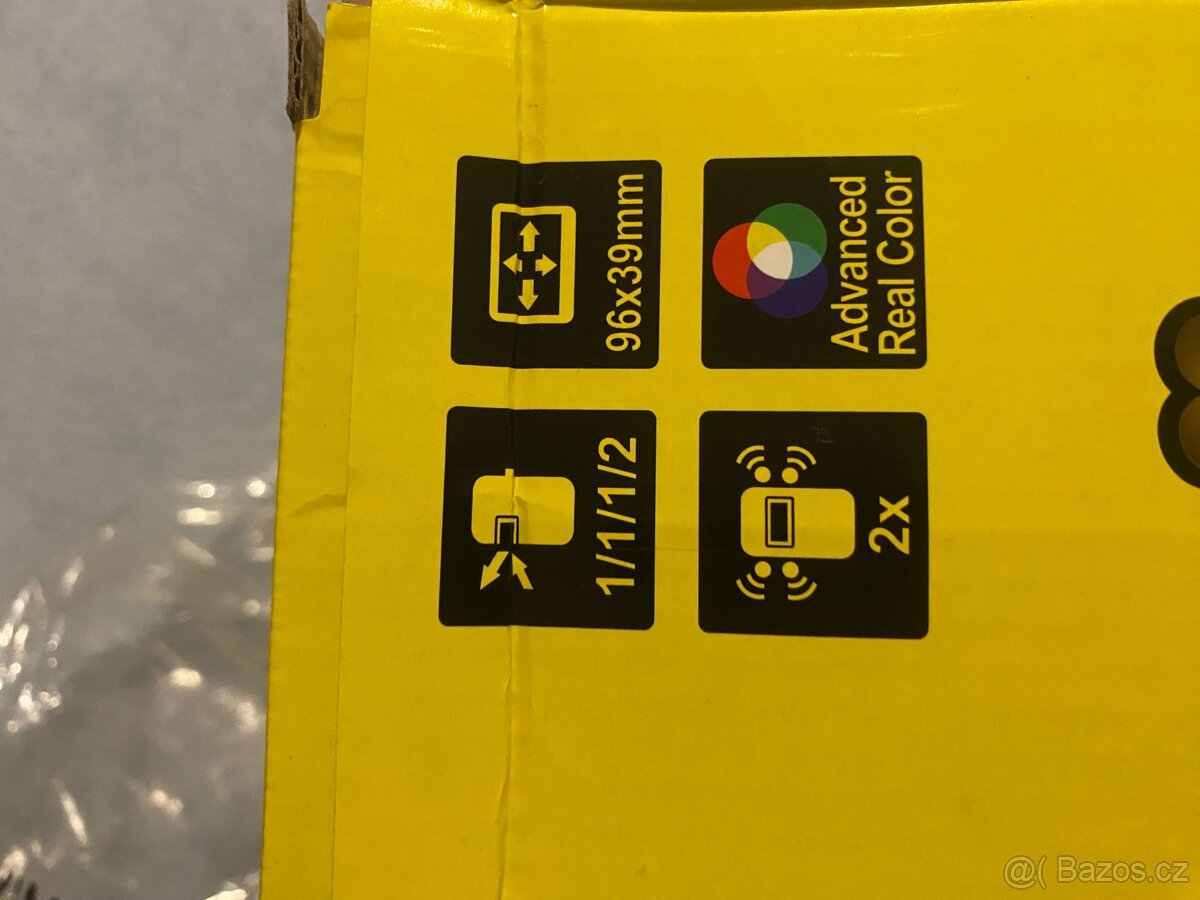 1/1/1/2
96x39mm
2x
Advanced
Real Color
@( Bazos.cz